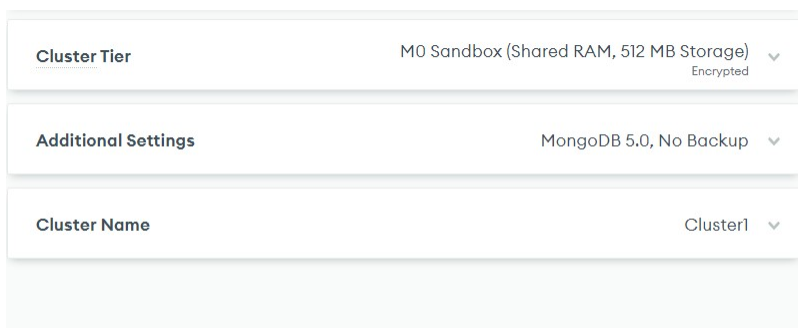 Cluster Tier
M0 Sandbox (Shared RAM, 512 MB Storage)
Encrypted
Additional Settings
MongoDB 5.0, No Backup
Cluster Name
Cluster1